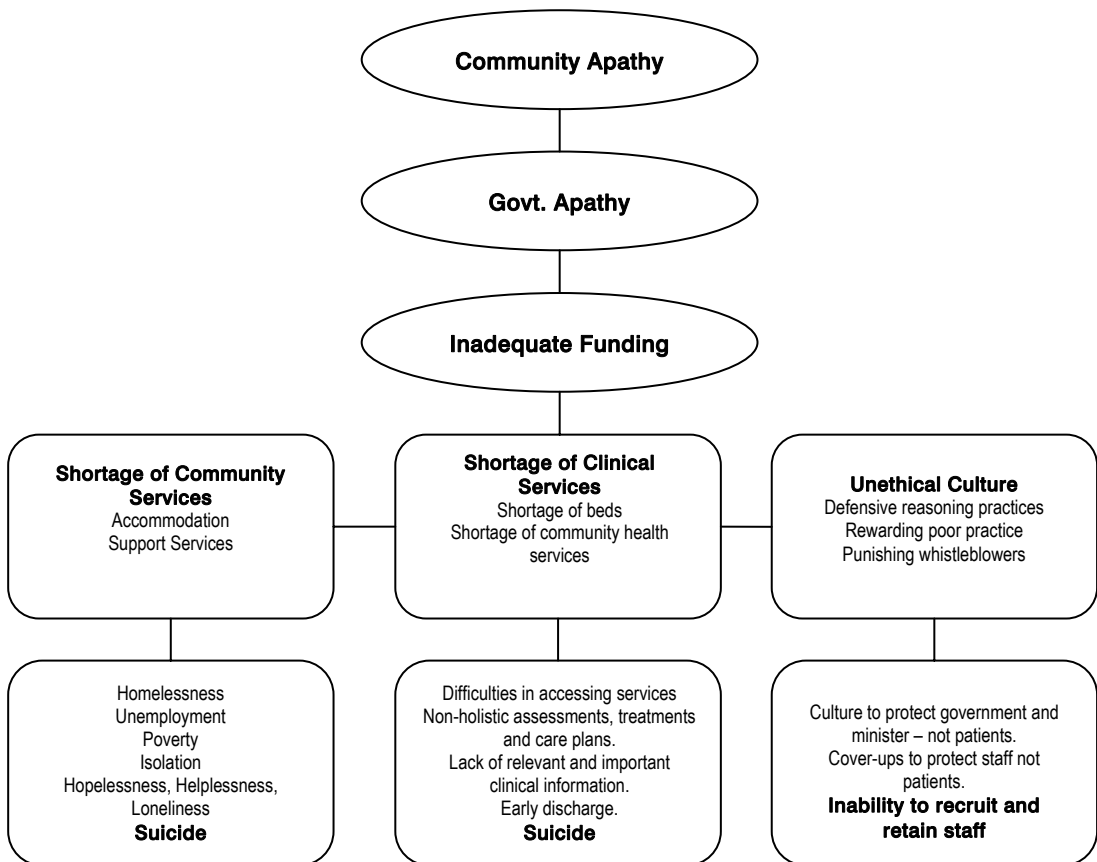 Community Apathy
Govt. Apathy
Inadequate Funding
Shortage of Community
Services
Accommodation
Support Services
Shortage of Clinical
Services
Shortage of beds
Shortage of community health
services
Unethical Culture
Defensive reasoning practices
Rewarding poor practice
Punishing whistleblowers
Homelessness
Unemployment
Poverty
Isolation
Hopelessness, Helplessness,
Loneliness
Suicide
Difficulties in accessing services
Non-holistic assessments, treatments
and care plans.
Lack of relevant and important
clinical information.
Early discharge.
Suicide
Culture to protect government and
minister – not patients.
Cover-ups to protect staff not
patients.
Inability to recruit and
retain staff